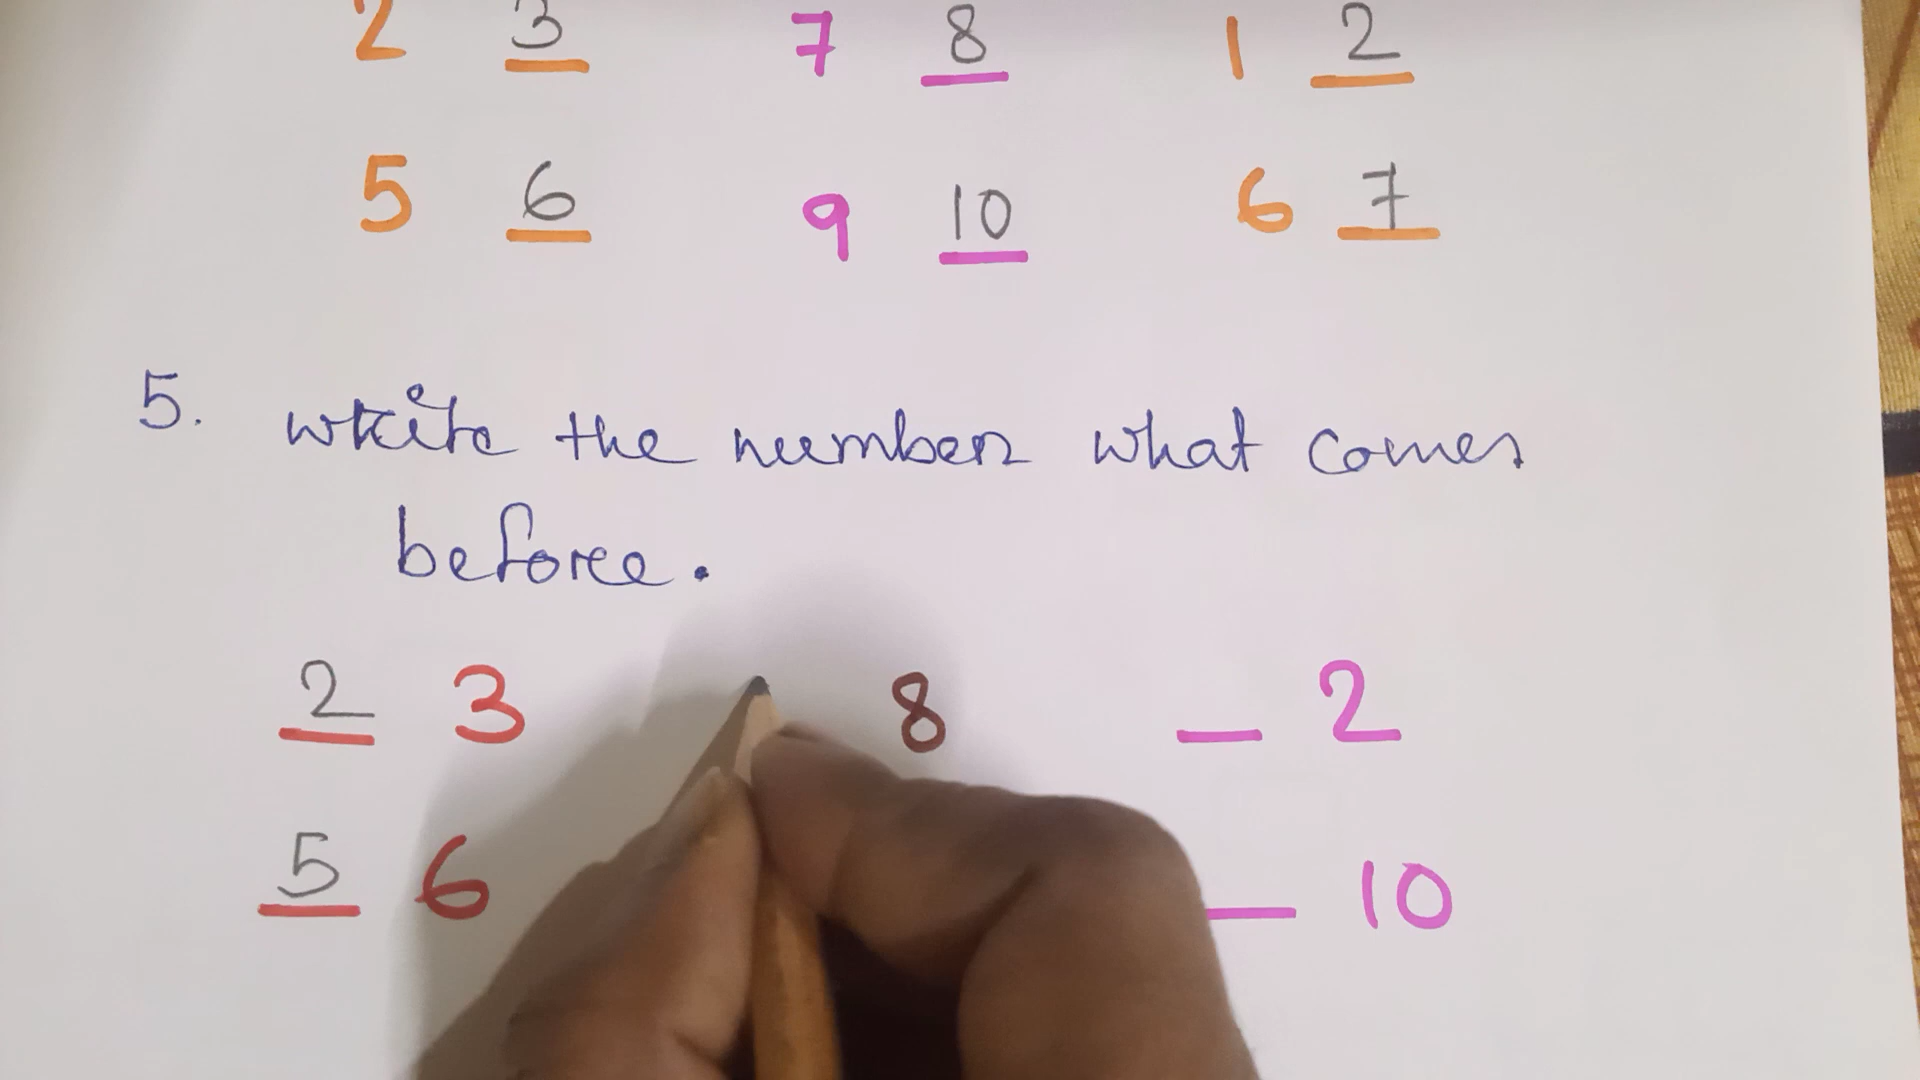 2 3 7 8 1 2
5 6 9 10 6 7
5. write the number what comes
before.
2 3 8 _ 2
5 6 _ 10